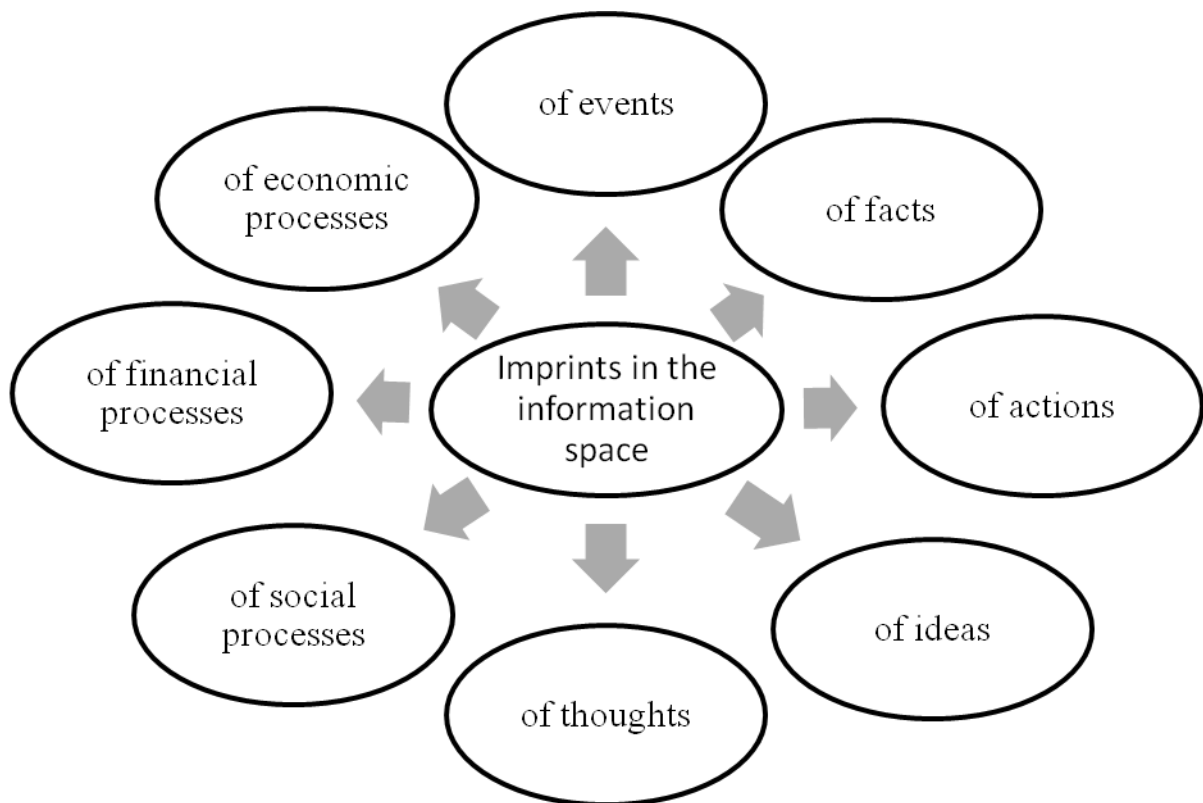 of events
of economic
processes
of facts
of financial
processes
Imprints in the
information
space
of actions
of social
processes
of ideas
of thoughts